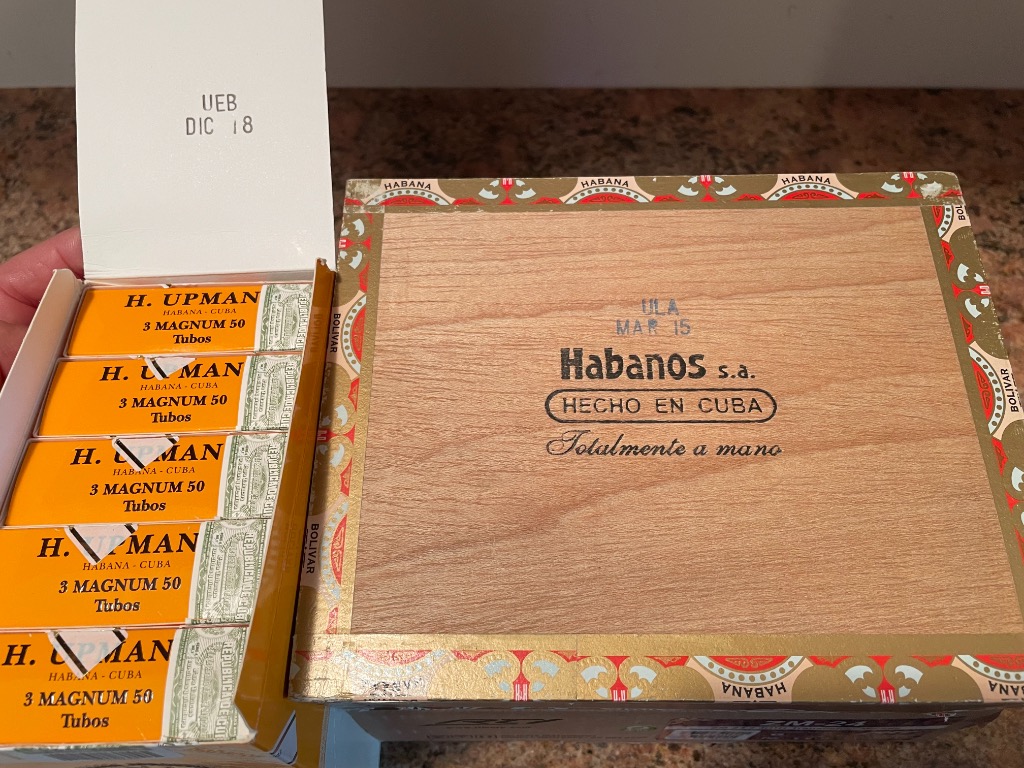 UEB
DIC 18
H. UPMAN
HABANA - CUBA
3 MAGNUM 50
Tubos
H. UPMAN
HABANA - CUBA
3 MAGNUM 50
Tubos
H. UPMAN
HABANA - CUBA
3 MAGNUM 50
Tubos
H. UPMAN
HABANA - CUBA
3 MAGNUM 50
Tubos
H. UPMAN
HABANA - CUBA
3 MAGNUM 50
Tubos
HABANA
HABANA
HABANA
BOLIVAR
BOLIVAR
BOLIVAR
ULA
MAR 15
Habanos s.a.
HECHO EN CUBA
Totalmente a mano
HABANA
HABANA